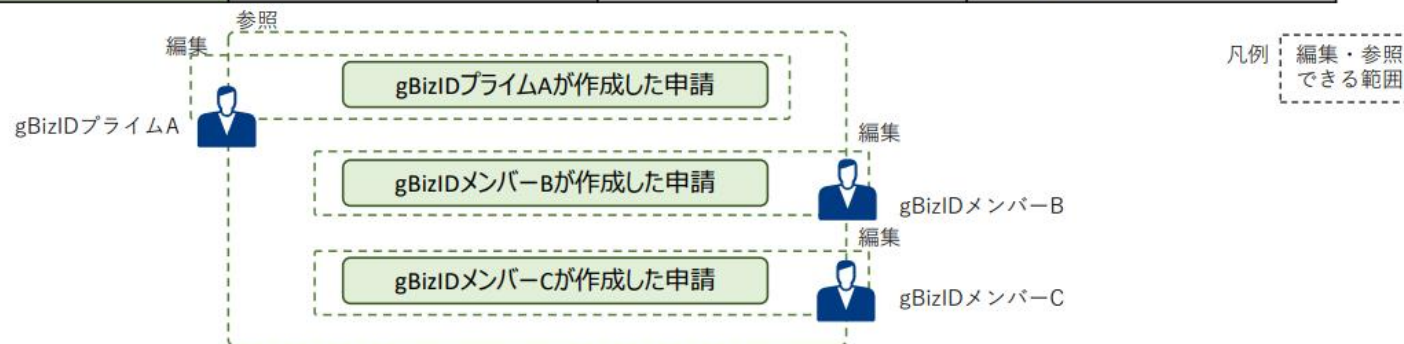 参照
編集
凡例
編集・参照
できる範囲
gBizIDプライムAが作成した申請
gBizIDプライムA
編集
gBizIDメンバーBが作成した申請
gBizIDメンバーB
編集
gBizIDメンバーCが作成した申請
gBizIDメンバーC